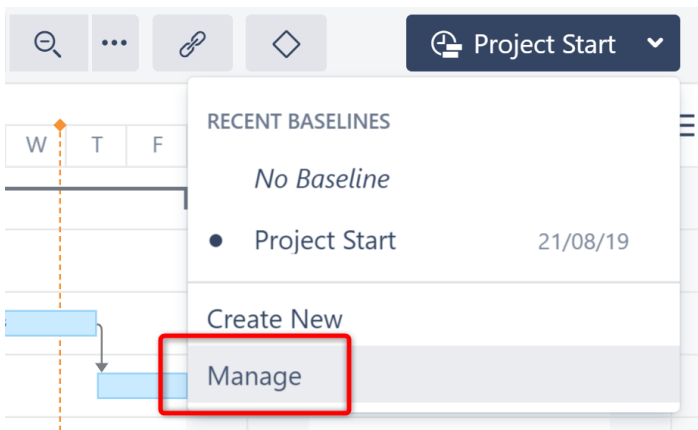 Project Start
RECENT BASELINES
W T F
No Baseline
Project Start 21/08/19
Create New
Manage